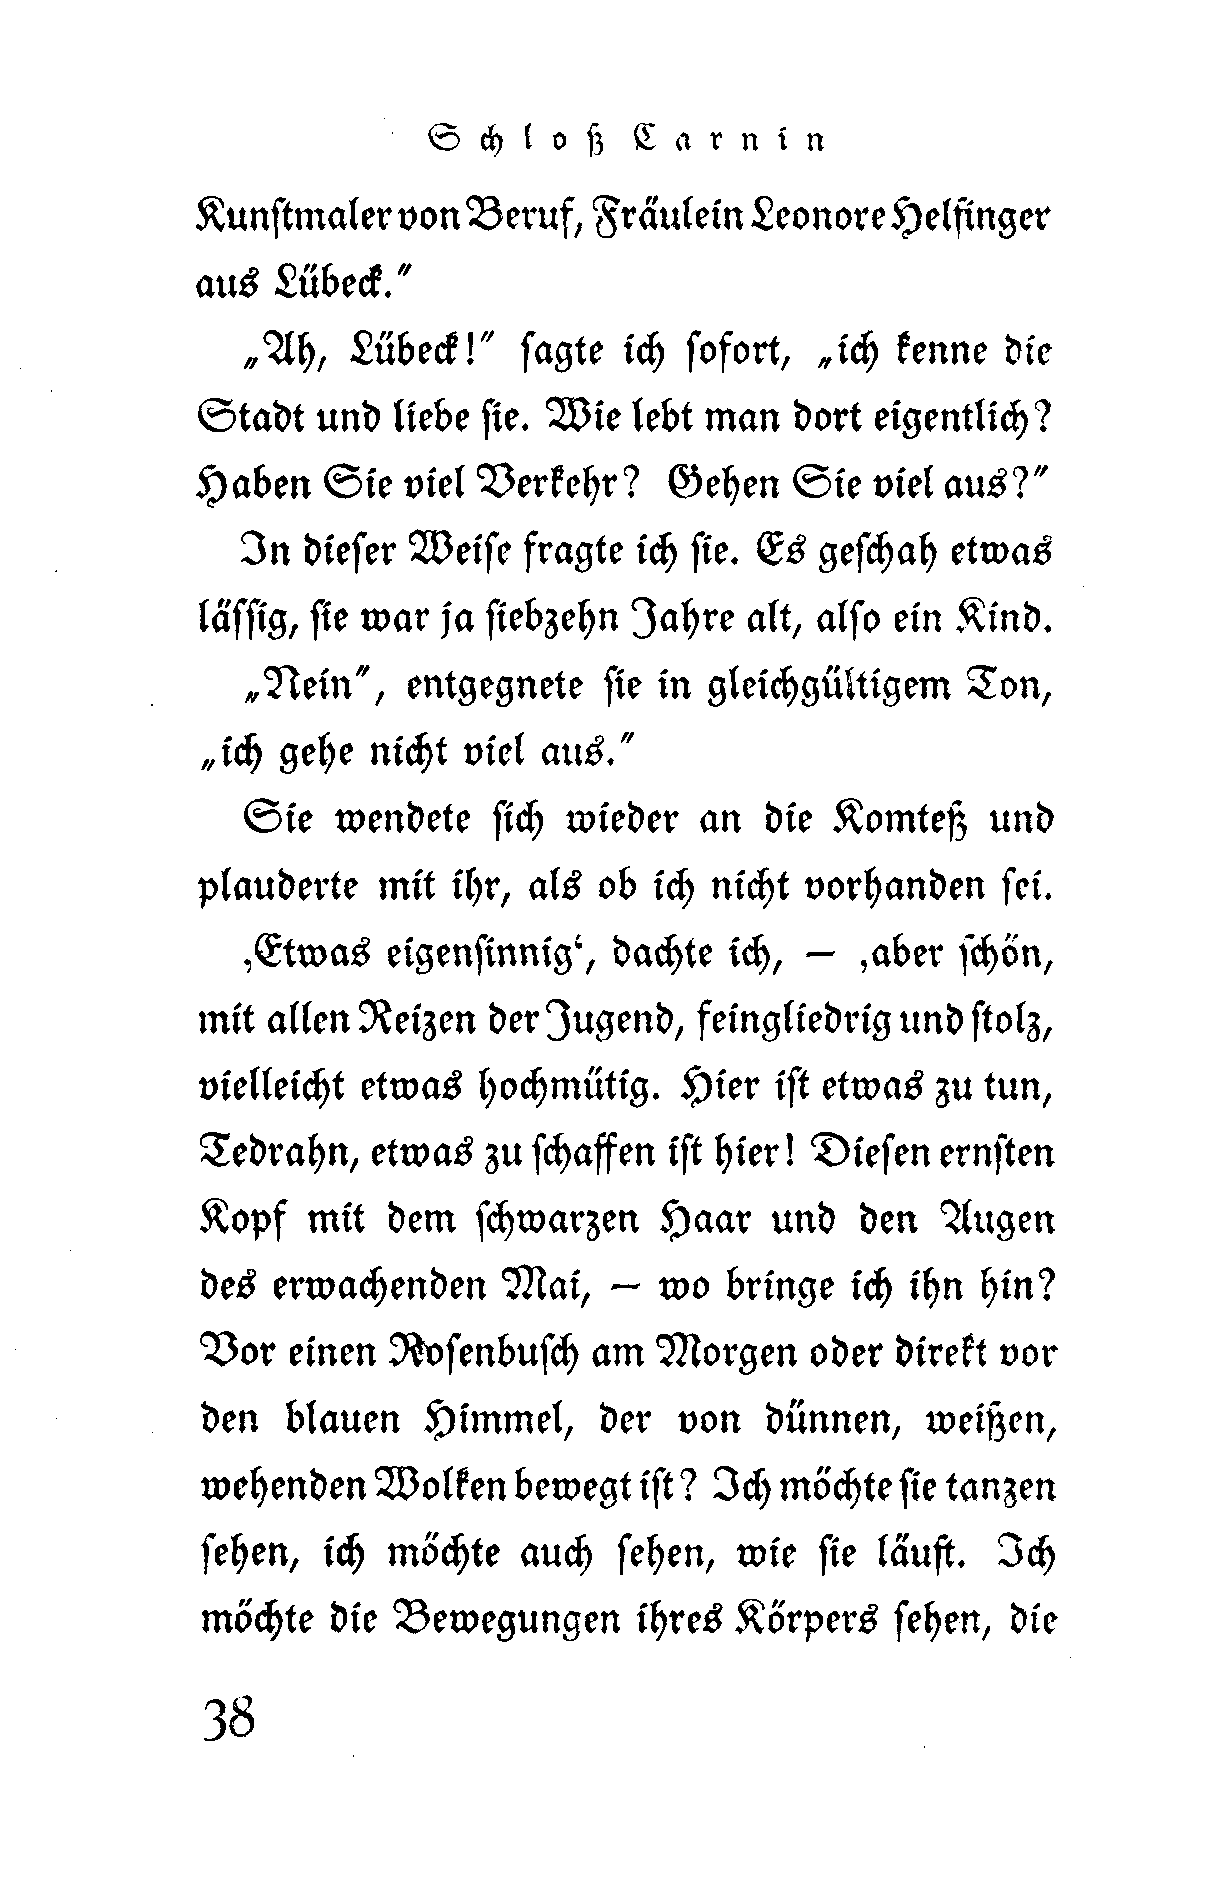 Schloß Carnin
Kunstmaler von Beruf, Fräulein Leonore Helfinger
aus Lübeck."
„Ah, Lübeck!" sagte ich sofort, „ich kenne die
Stadt und liebe sie. Wie lebt man dort eigentlich?
Haben Sie viel Verkehr? Gehen Sie viel aus?"
In dieser Weise fragte ich sie. Es geschah etwas
lässig, sie war ja siebzehn Jahre alt, also ein Kind.
„Nein", entgegnete sie in gleichgültigem Ton,
„ich gehe nicht viel aus."
Sie wendete sich wieder an die Komteß und
plauderte mit ihr, als ob ich nicht vorhanden sei.
‚Etwas eigensinnig‘, dachte ich, — ‚aber schön,
mit allen Reizen der Jugend, feingliedrig und stolz,
vielleicht etwas hochmütig. Hier ist etwas zu tun,
Tedrahn, etwas zu schaffen ist hier! Diesen ernsten
Kopf mit dem schwarzen Haar und den Augen
des erwachenden Mai, — wo bringe ich ihn hin?
Vor einen Rosenbusch am Morgen oder direkt vor
den blauen Himmel, der von dünnen, weißen,
wehenden Wolken bewegt ist? Ich möchte sie tanzen
sehen, ich möchte auch sehen, wie sie läuft. Ich
möchte die Bewegungen ihres Körpers sehen, die
38